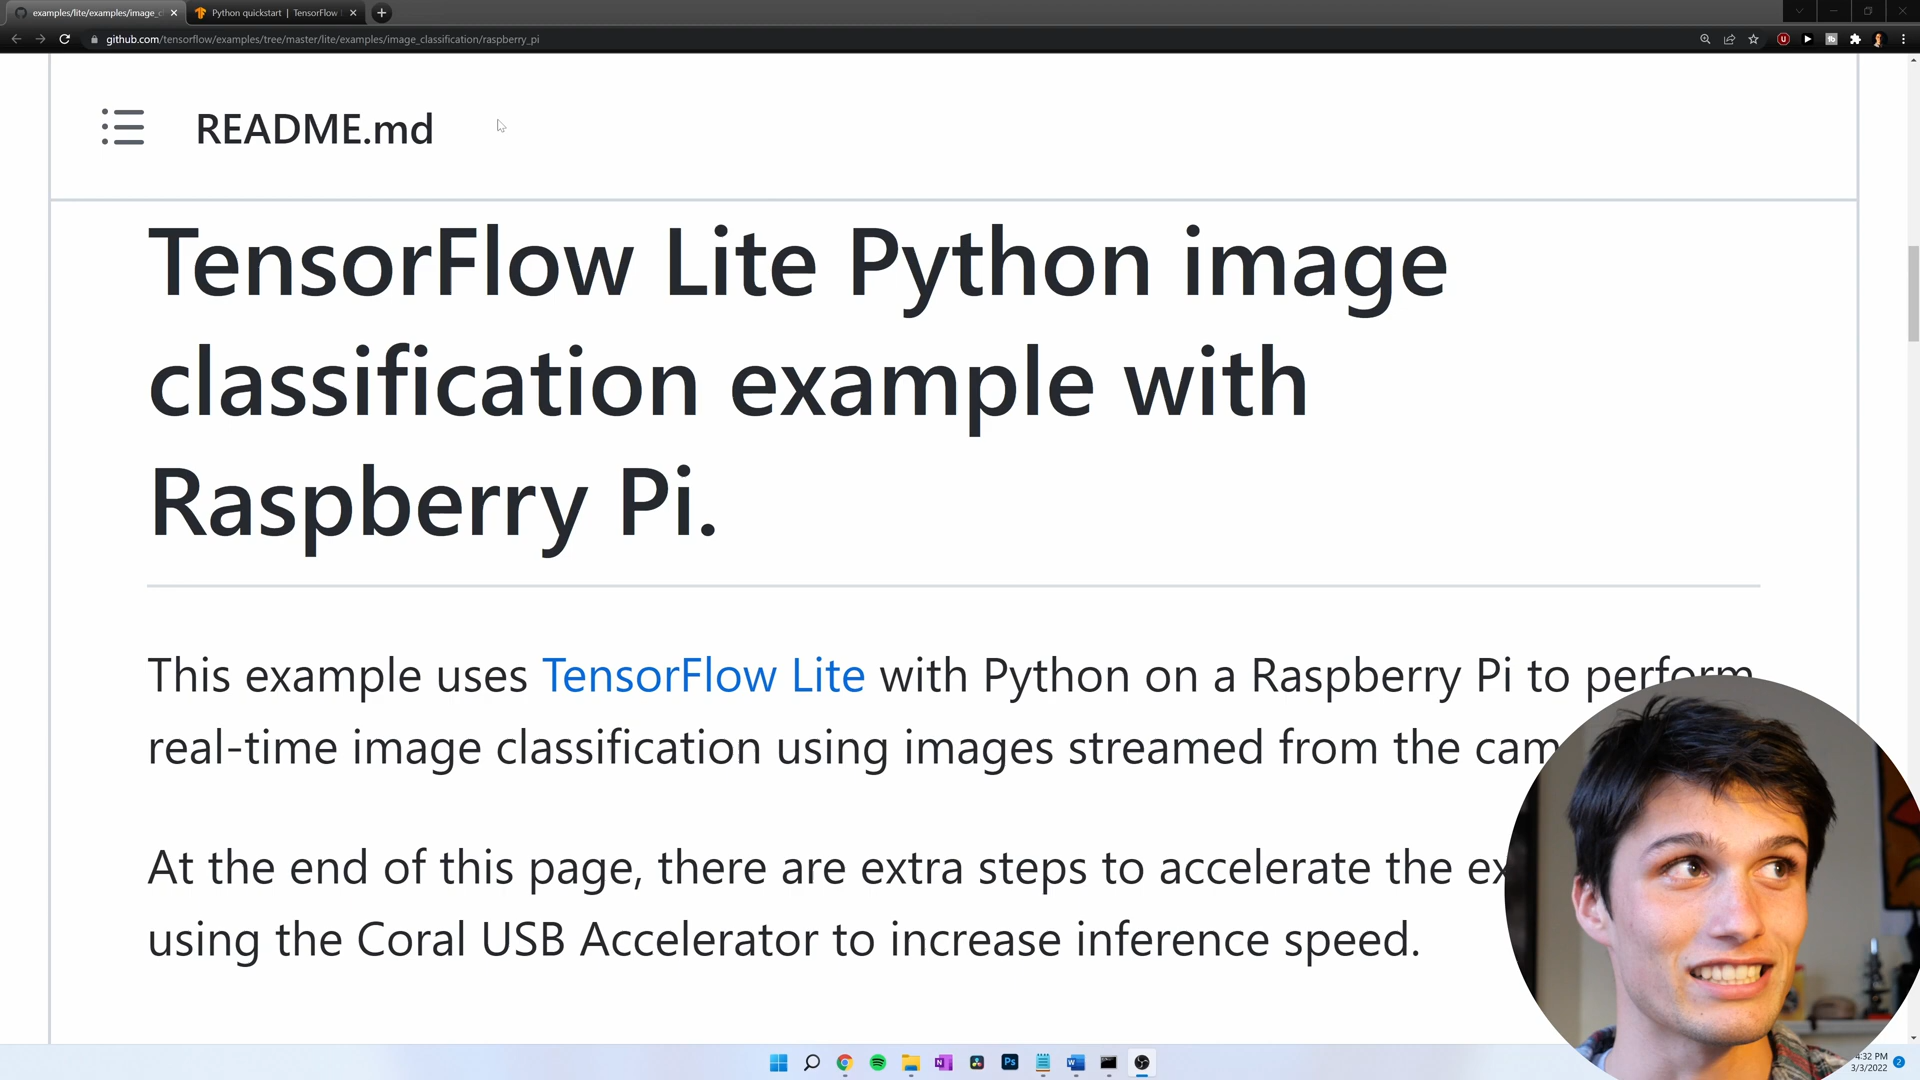 examples/lite/examples/image_c
Python quickstart | TensorFlow
github.com/tensorflow/examples/tree/master/lite/examples/image_classification/raspberry_pi
README.md
TensorFlow Lite Python image
classification example with
Raspberry Pi.
This example uses TensorFlow Lite with Python on a Raspberry Pi to perform
real-time image classification using images streamed from the cam
At the end of this page, there are extra steps to accelerate the ex
using the Coral USB Accelerator to increase inference speed.
Ps
4:32 PM
3/3/2022
2